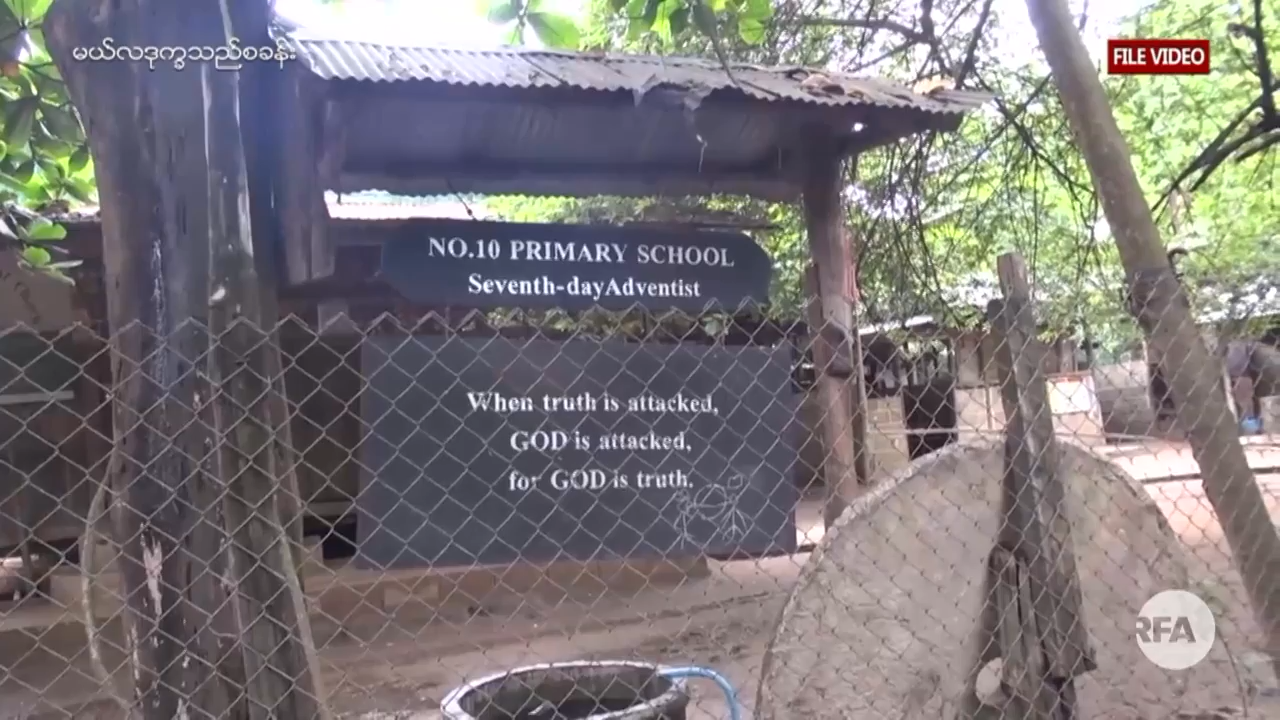 မယ်လဒုက္ခသည်စခန်း
FILE VIDEO
NO.10 PRIMARY SCHOOL
Seventh-dayAdventist
When truth is attacked,
GOD is attacked,
for GOD is truth.
RFA